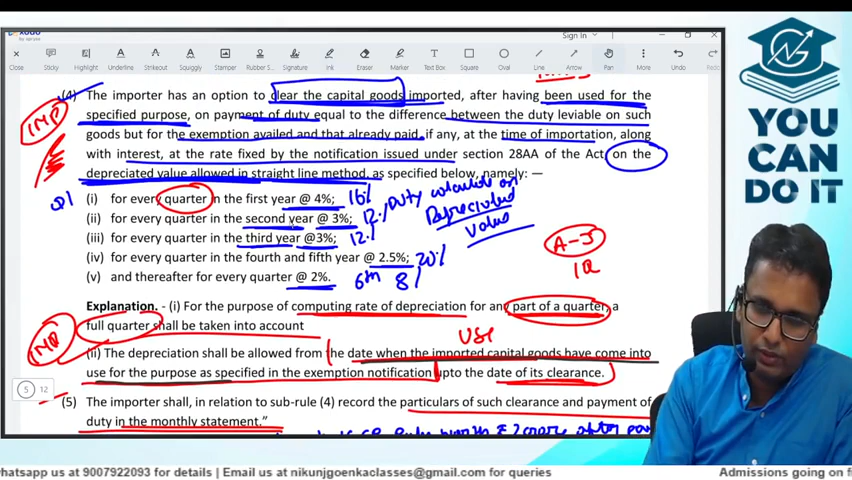 Sign In
Close
Search
Highlight
Underline
Strikeout
Squiggly
Stamp
Rubber S...
Signature
Ink
Eraser
Marker
Text Box
Square
Oval
Line
Pan
More
Undo
Redo
(4) The importer has an option to clear the capital goods imported, after having been used for the
specified purpose, on payment of duty equal to the difference between the duty leviable on such
goods but for the exemption availed and that already paid, if any, at the time of importation, along
with interest, at the rate fixed by the notification issued under section 28AA of the Act, on the
depreciated value allowed in straight line method, as specified below, namely: —
IMP
(i) for every quarter in the first year @ 4%; 16%
(ii) for every quarter in the second year @ 3%; 12%
(iii) for every quarter in the third year @3%; 12%
(iv) for every quarter in the fourth and fifth year @ 2.5%; 20%
(v) and thereafter for every quarter @ 2%. 6th 8%
Duty calculate on
Depreciated
value
A-J
1Q
Explanation. - (i) For the purpose of computing rate of depreciation for any part of a quarter, a
full quarter shall be taken into account
USE
IMP
(ii) The depreciation shall be allowed from the date when the imported capital goods have come into
use for the purpose as specified in the exemption notification upto the date of its clearance.
5 12
(5) The importer shall, in relation to sub-rule (4) record the particulars of such clearance and payment of
duty in the monthly statement."
YOU
CAN
DO
IT
whatsapp us at 9007922093 for details | Email us at nikunjgoenkaclasses@gmail.com for queries
Admissions going on f